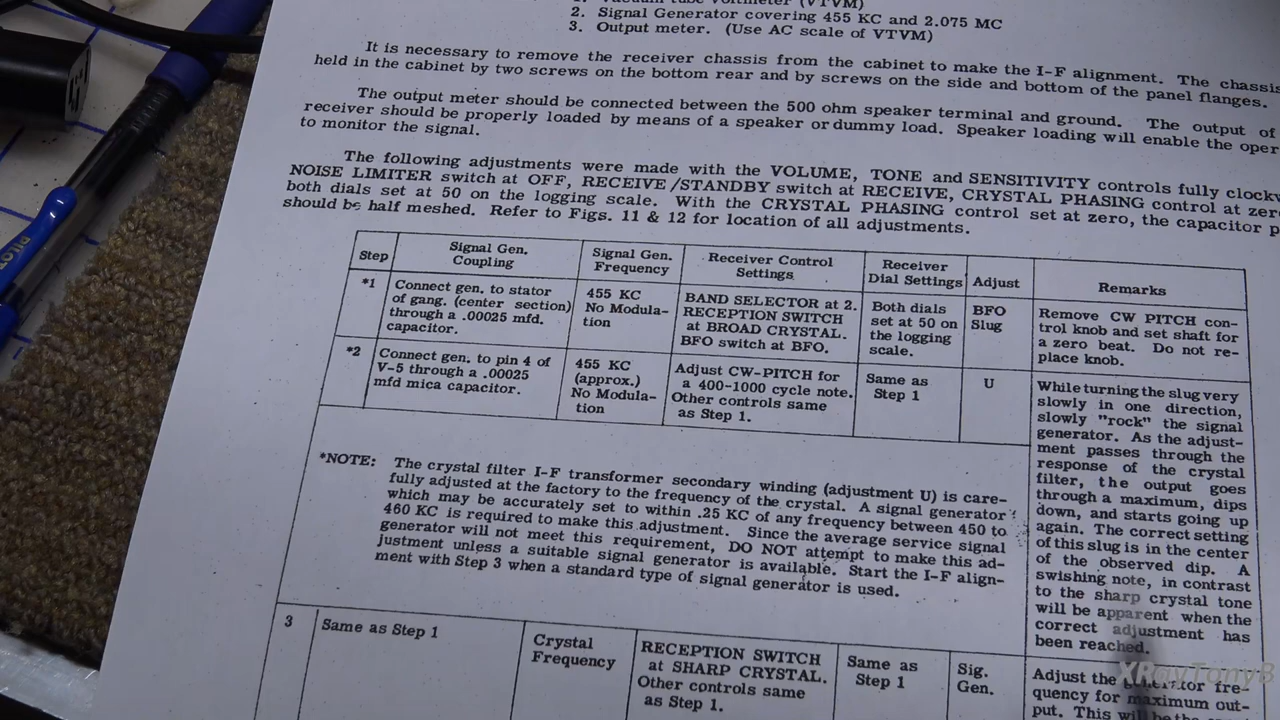 Vacuum tube voltmeter (VTVM)
2. Signal Generator covering 455 KC and 2.075 MC
3. Output meter. (Use AC scale of VTVM)
It is necessary to remove the receiver chassis from the cabinet to make the I-F alignment. The chassis
held in the cabinet by two screws on the bottom rear and by screws on the side and bottom of the panel flanges.
The output meter should be connected between the 500 ohm speaker terminal and ground. The output of
receiver should be properly loaded by means of a speaker or dummy load. Speaker loading will enable the oper
to monitor the signal.
The following adjustments were made with the VOLUME, TONE and SENSITIVITY controls fully clockw
NOISE LIMITER switch at OFF, RECEIVE/STANDBY switch at RECEIVE, CRYSTAL PHASING control at zer
both dials set at 50 on the logging scale. With the CRYSTAL PHASING control set at zero, the capacitor p
should be half meshed. Refer to Figs. 11 & 12 for location of all adjustments.
Step
Signal Gen.
Coupling
Signal Gen.
Frequency
Receiver Control
Settings
Receiver
Dial Settings
Adjust
Remarks
*1
Connect gen. to stator
of gang. (center section)
through a .00025 mfd.
capacitor.
455 KC
No Modula-
tion
BAND SELECTOR at 2.
RECEPTION SWITCH
at BROAD CRYSTAL.
BFO switch at BFO.
Both dials
set at 50 on
the logging
scale.
BFO
Slug
Remove CW PITCH con-
trol knob and set shaft for
a zero beat. Do not re-
place knob.
*2
Connect gen. to pin 4 of
V-5 through a .00025
mfd mica capacitor.
455 KC
(approx.)
No Modula-
tion
Adjust CW-PITCH for
a 400-1000 cycle note.
Other controls same
as Step 1.
Same as
Step 1
U
While turning the slug very
slowly in one direction,
slowly "rock" the signal
generator. As the adjust-
ment passes through the
response of the crystal
filter, the output goes
through a maximum, dips
down, and starts going up
again. The correct setting
of this slug is in the center
of the observed dip. A
swishing note, in contrast
to the sharp crystal tone
will be apparent when the
correct adjustment has
been reached.
*NOTE: The crystal filter I-F transformer secondary winding (adjustment U) is care-
fully adjusted at the factory to the frequency of the crystal. A signal generator
which may be accurately set to within .25 KC of any frequency between 450 to
460 KC is required to make this adjustment. Since the average service signal
generator will not meet this requirement, DO NOT attempt to make this ad-
justment unless a suitable signal generator is available. Start the I-F align-
ment with Step 3 when a standard type of signal generator is used.
3
Same as Step 1
Crystal
Frequency
RECEPTION SWITCH
at SHARP CRYSTAL.
Other controls same
as Step 1.
Same as
Step 1
Sig.
Gen.
Adjust the generator fre-
quency for maximum out-
put. This will be the
PILOT
XRayTonyB